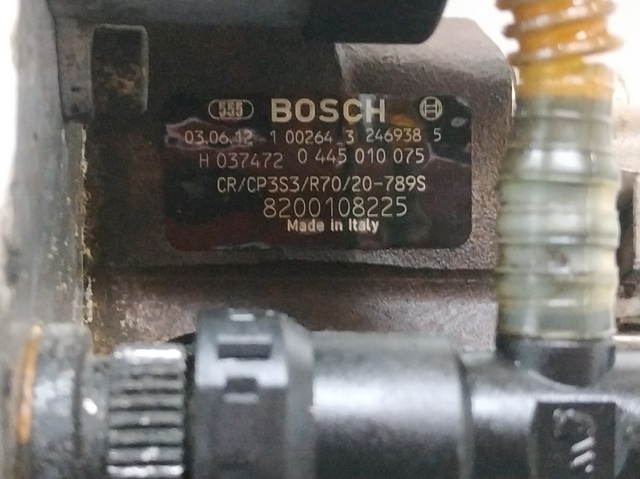 555 BOSCH
03.06.12 1 00264 3 246938 5
H 037472 0 445 010 075
CR/CP3S3/R70/20-789S
8200108225
Made in Italy